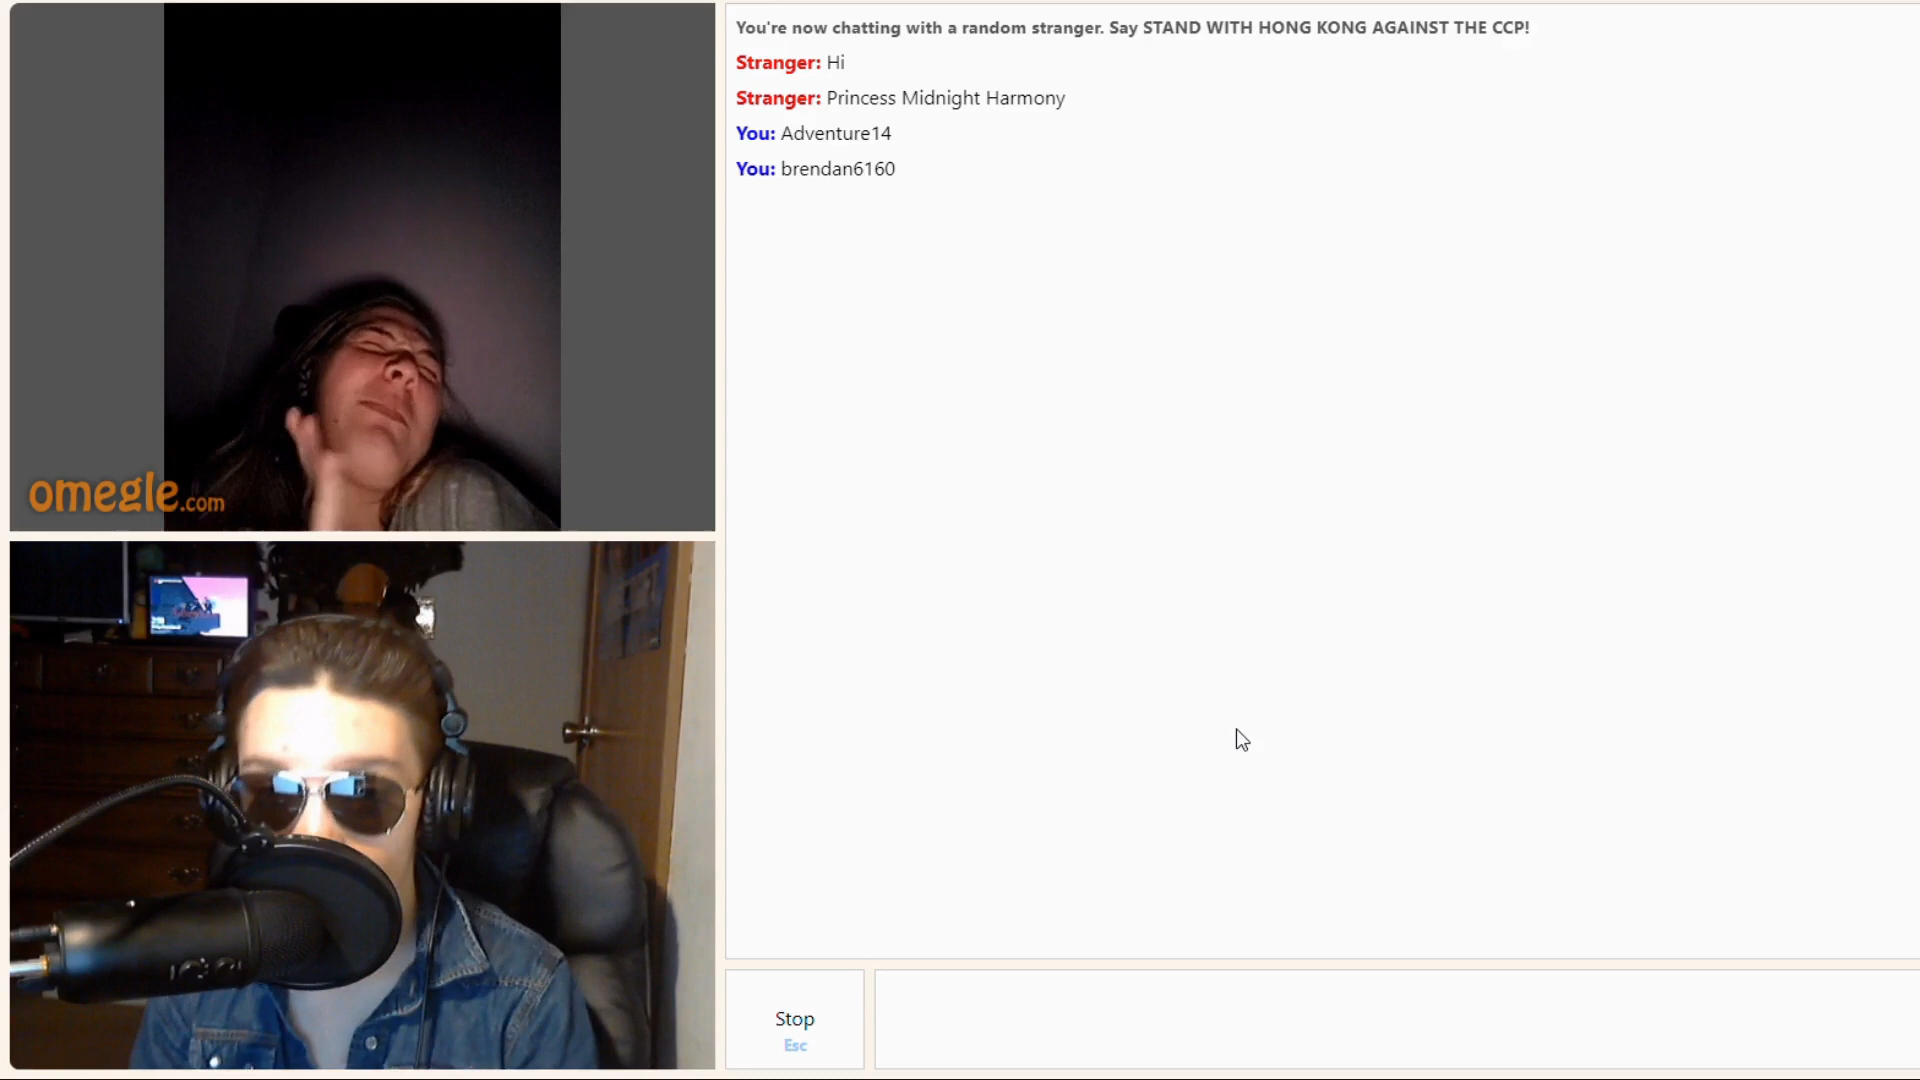 You're now chatting with a random stranger. Say STAND WITH HONG KONG AGAINST THE CCP!
Stranger: Hi
Stranger: Princess Midnight Harmony
You: Adventure14
You: brendan6160
omegle.com
Stop
Esc